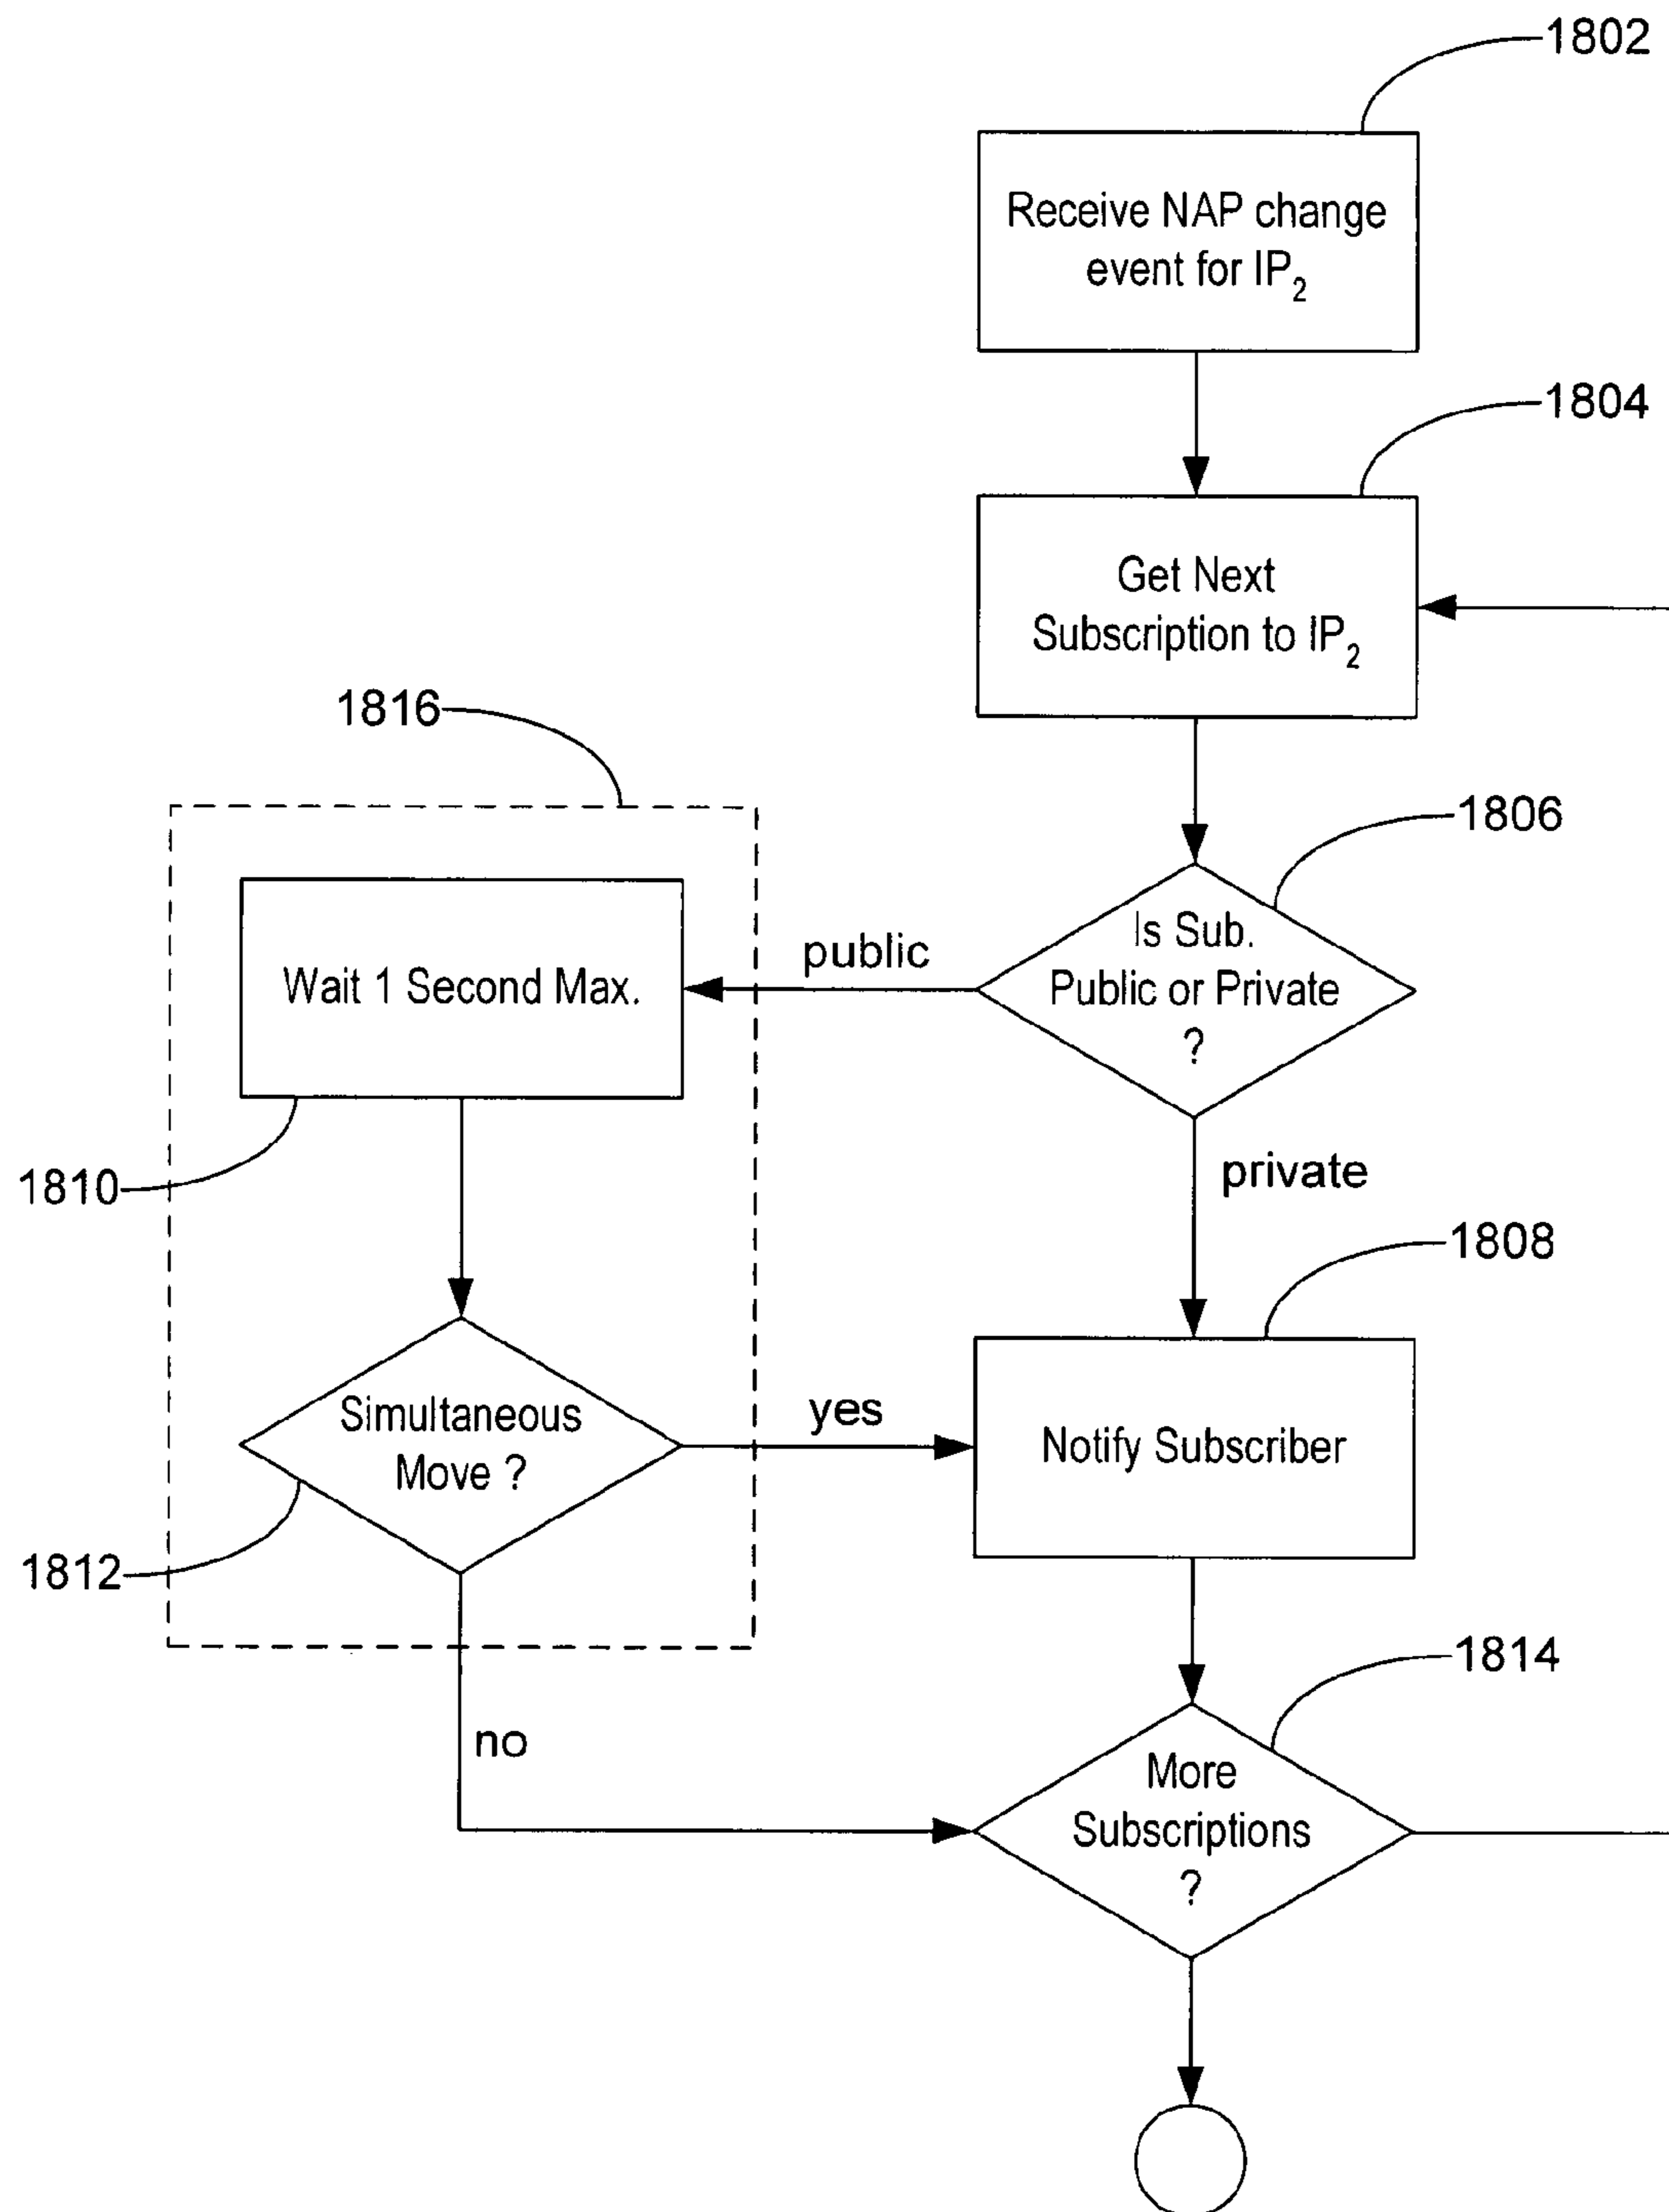 1802
Receive NAP change
event for IP2
1804
Get Next
Subscription to IP2
1816
1806
Is Sub.
Public or Private
?
public
Wait 1 Second Max.
private
1810
1808
Simultaneous
Move ?
yes
Notify Subscriber
1812
1814
no
More
Subscriptions
?